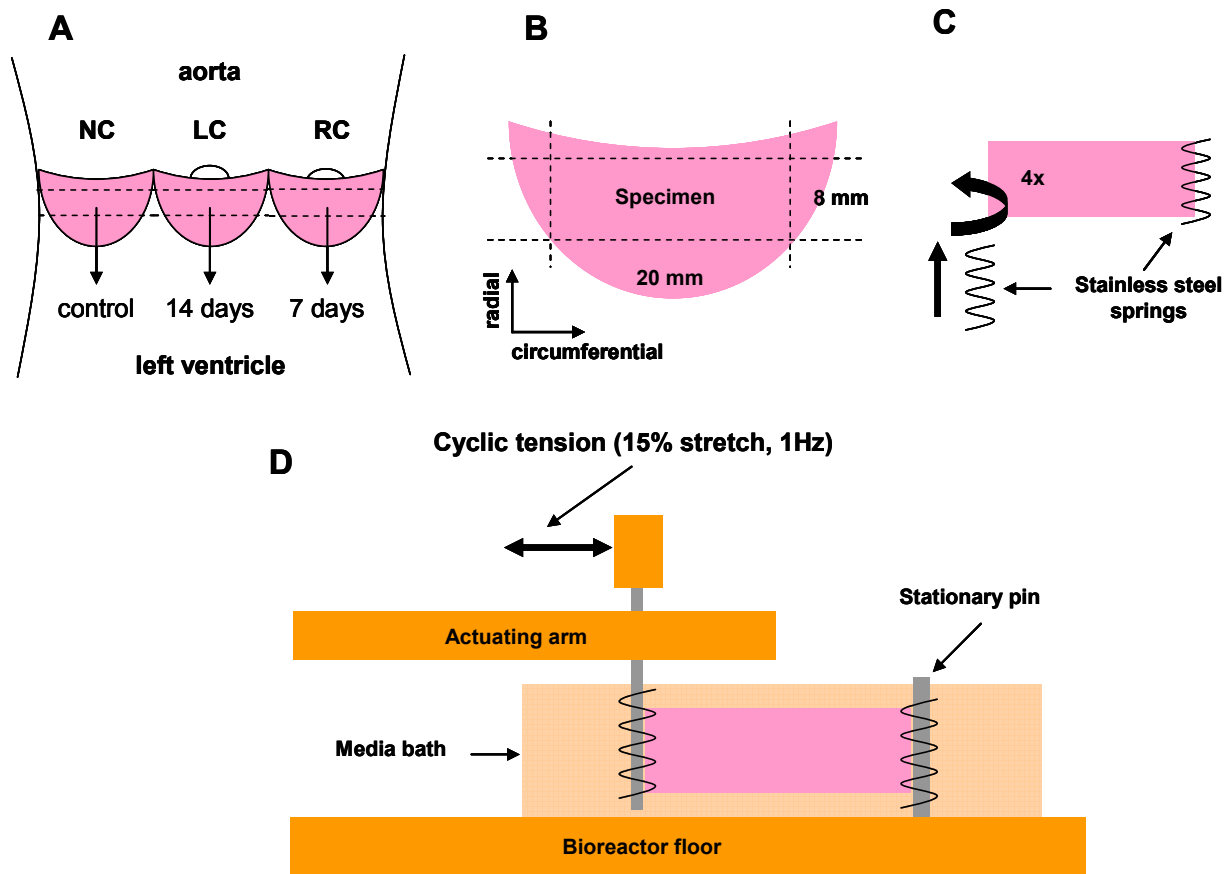 A
aorta
NC LC RC
control 14 days 7 days
left ventricle
B
Specimen
8 mm
20 mm
radial
circumferential
C
4x
Stainless steel
springs
D
Cyclic tension (15% stretch, 1Hz)
Stationary pin
Actuating arm
Media bath
Bioreactor floor